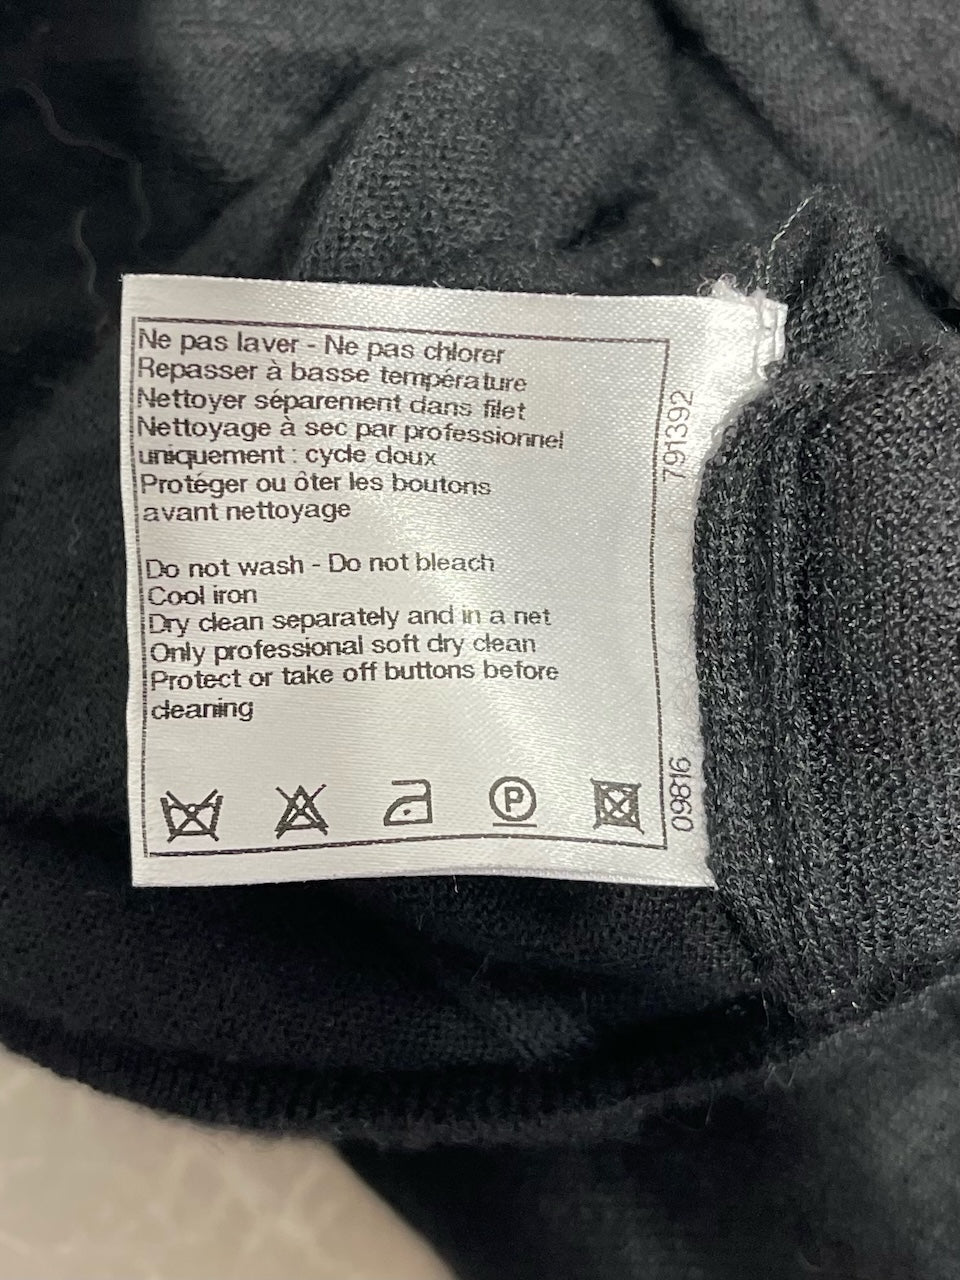 Ne pas laver - Ne pas chlorer
Repasser à basse température
Nettoyer séparement dans filet
Nettoyage à sec par professionnel
uniquement : cycle doux
Protéger ou ôter les boutons
avant nettoyage
Do not wash - Do not bleach
Cool iron
Dry clean separately and in a net
Only professional soft dry clean
Protect or take off buttons before
cleaning
P
791392
09816